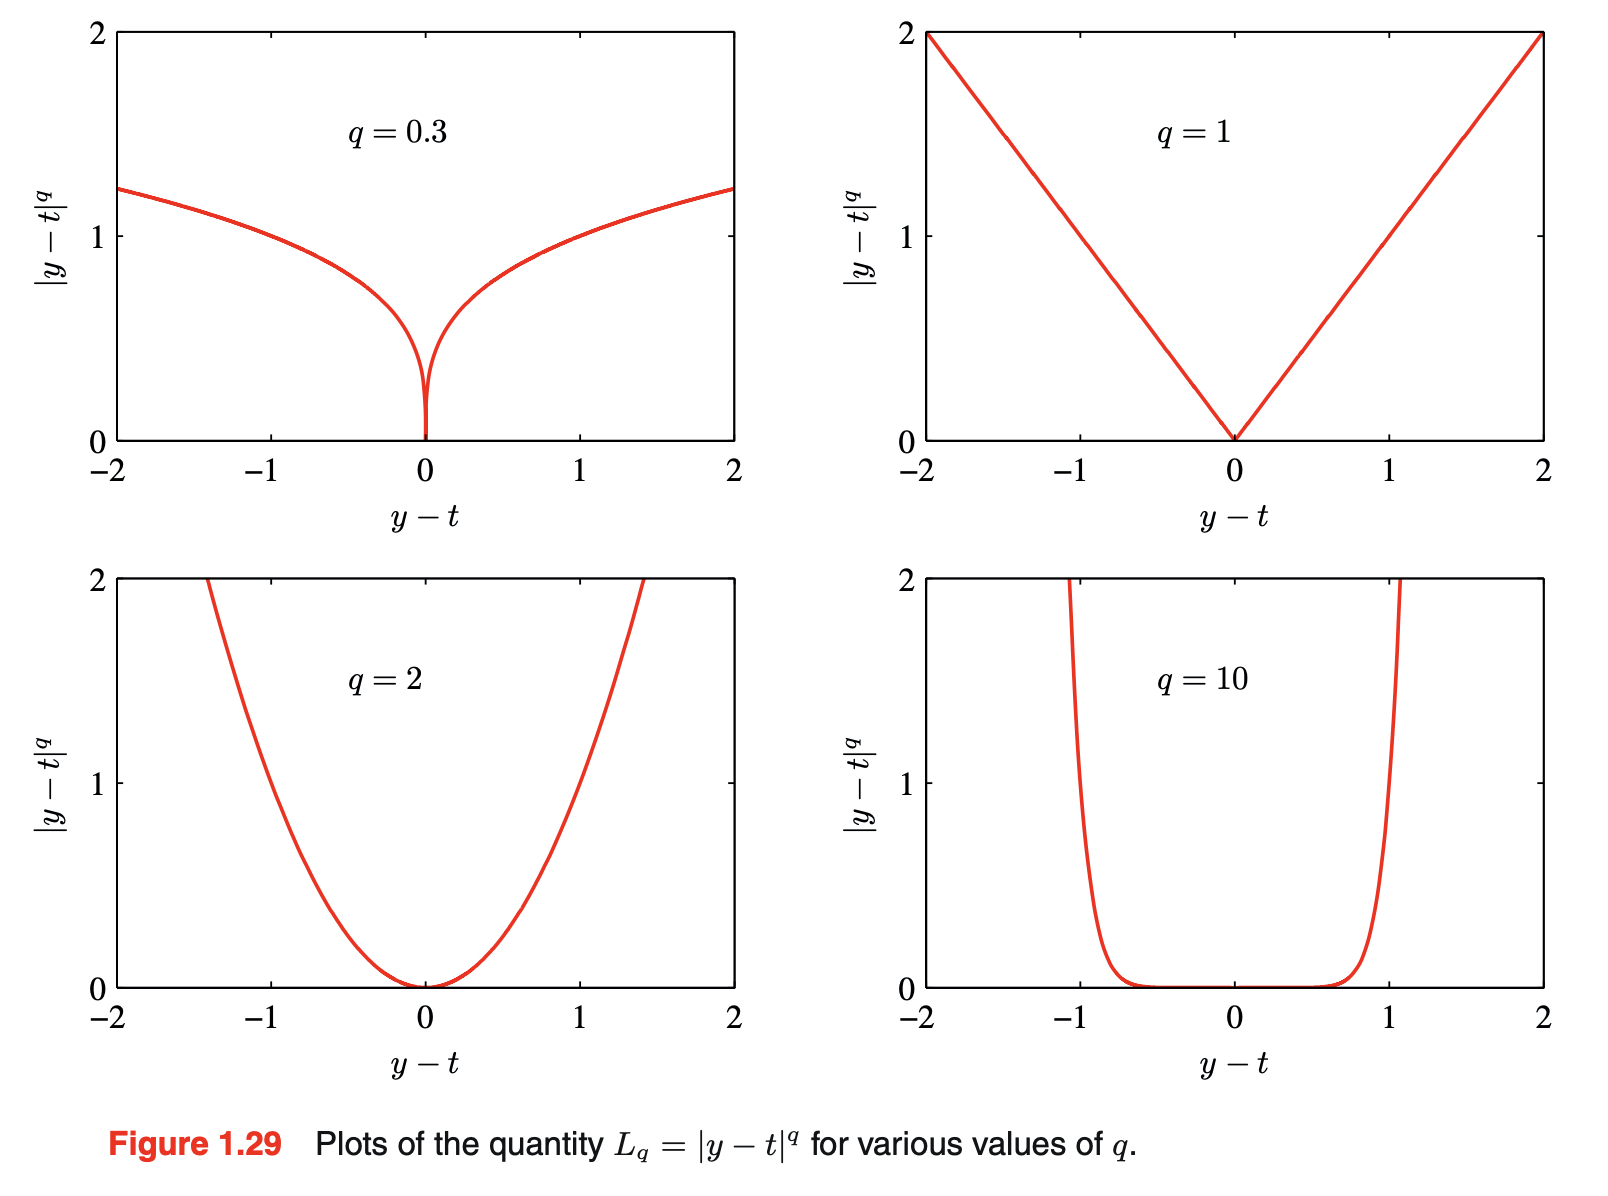 2
1
0
|y − t|^q
q = 0.3
−2 −1 0 1 2
y − t
2
1
0
|y − t|^q
q = 1
−2 −1 0 1 2
y − t
2
1
0
|y − t|^q
q = 2
−2 −1 0 1 2
y − t
2
1
0
|y − t|^q
q = 10
−2 −1 0 1 2
y − t
Figure 1.29 Plots of the quantity L_q = |y − t|^q for various values of q.